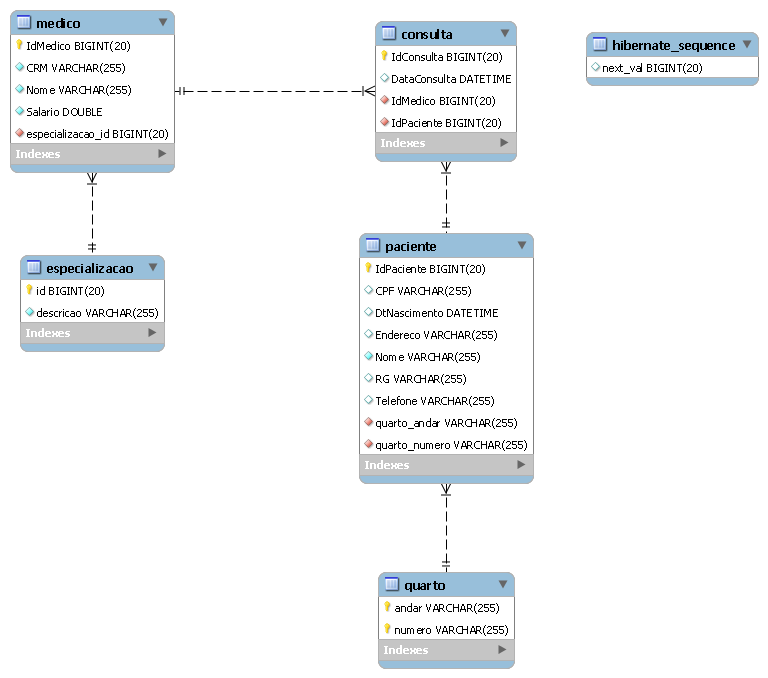 medico
IdMedico BIGINT(20)
CRM VARCHAR(255)
Nome VARCHAR(255)
Salario DOUBLE
especializacao_id BIGINT(20)
Indexes
consulta
IdConsulta BIGINT(20)
DataConsulta DATETIME
IdMedico BIGINT(20)
IdPaciente BIGINT(20)
Indexes
hibernate_sequence
next_val BIGINT(20)
especializacao
id BIGINT(20)
descricao VARCHAR(255)
Indexes
paciente
IdPaciente BIGINT(20)
CPF VARCHAR(255)
DtNascimento DATETIME
Endereco VARCHAR(255)
Nome VARCHAR(255)
RG VARCHAR(255)
Telefone VARCHAR(255)
quarto_andar VARCHAR(255)
quarto_numero VARCHAR(255)
Indexes
quarto
andar VARCHAR(255)
numero VARCHAR(255)
Indexes